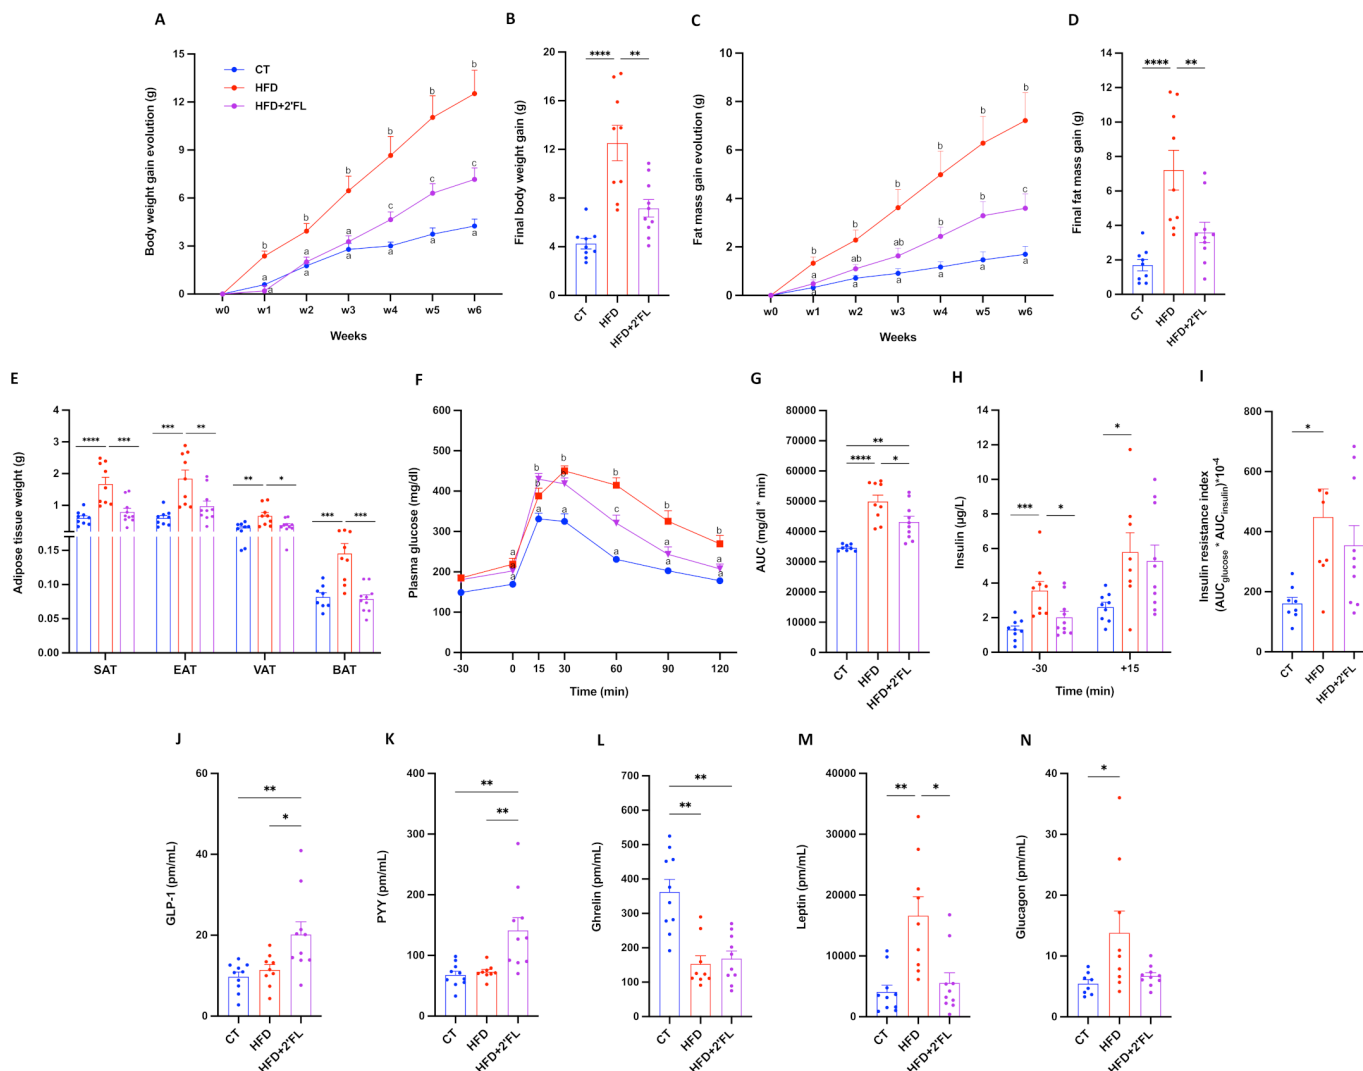 A
Body weight gain evolution (g)
15
12
9
6
3
0
CT
HFD
HFD+2'FL
b
b
b
b
b
b
a
a
a
c
c
c
a
a
a
w0
w1
w2
w3
w4
w5
w6
Weeks
B
Final body weight gain (g)
20
16
12
8
4
0
****
**
CT
HFD
HFD+2'FL
C
Fat mass gain evolution (g)
10
8
6
4
2
0
b
b
b
b
b
b
a
ab
ab
b
b
c
a
a
a
a
a
a
w0
w1
w2
w3
w4
w5
w6
Weeks
D
Final fat mass gain (g)
14
12
10
8
6
4
2
0
****
**
CT
HFD
HFD+2'FL
E
Adipose tissue weight (g)
4
3
2
1
0.15
0.10
0.05
0.00
****
***
***
**
**
*
***
***
SAT
EAT
VAT
BAT
F
Plasma glucose (mg/dl)
600
500
400
300
200
100
0
a
a
b
b
a
b
b
a
b
c
a
b
a
a
b
a
a
-30
0
15
30
60
90
120
Time (min)
G
AUC (mg/dl * min)
80000
70000
60000
50000
40000
30000
20000
10000
0
**
****
*
CT
HFD
HFD+2'FL
H
Insulin (µg/L)
14
12
10
8
6
4
2
0
***
*
*
-30
+15
Time (min)
I
Insulin resistance index
(AUCglucose * AUCinsulin)*10-4
800
600
400
200
0
*
CT
HFD
HFD+2'FL
J
GLP-1 (pm/mL)
60
40
20
0
**
*
CT
HFD
HFD+2'FL
K
PYY (pm/mL)
400
300
200
100
0
**
**
CT
HFD
HFD+2'FL
L
Ghrelin (pm/mL)
700
600
500
400
300
200
100
0
**
**
CT
HFD
HFD+2'FL
M
Leptin (pm/mL)
40000
30000
20000
10000
0
**
*
CT
HFD
HFD+2'FL
N
Glucagon (pm/mL)
40
30
20
10
0
*
CT
HFD
HFD+2'FL